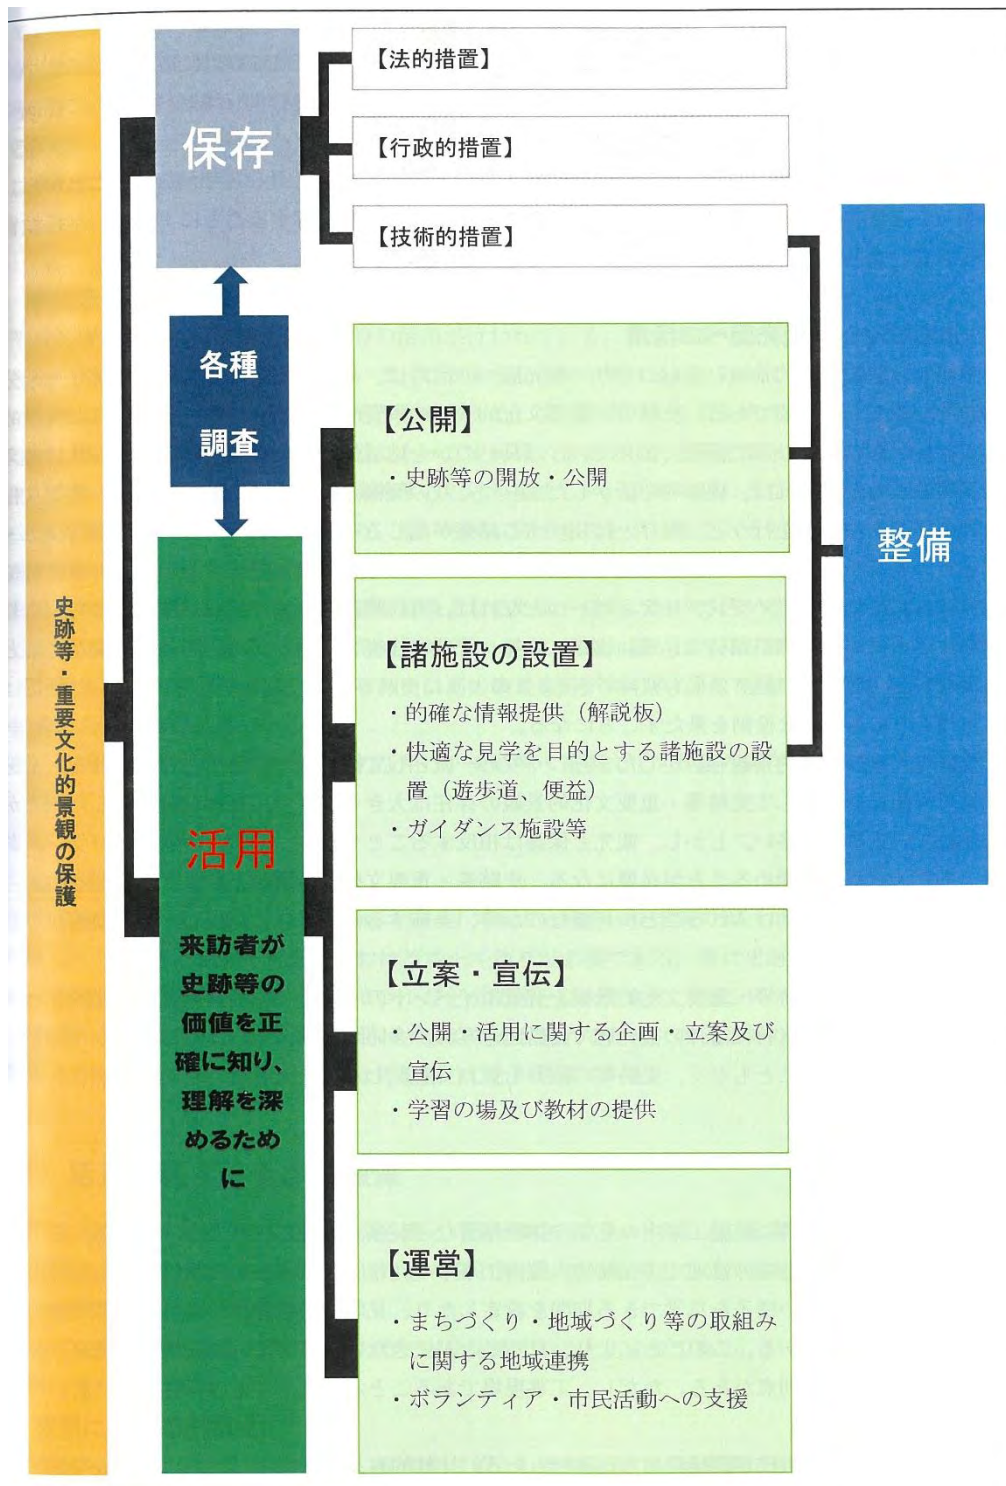 史跡等・重要文化的景観の保護
保存
【法的措置】
【行政的措置】
【技術的措置】
各種
調査
活用
来訪者が
史跡等の
価値を正
確に知り、
理解を深
めるため
に
【公開】
・史跡等の開放・公開
【諸施設の設置】
・的確な情報提供（解説板）
・快適な見学を目的とする諸施設の設
置（遊歩道、便益）
・ガイダンス施設等
【立案・宣伝】
・公開・活用に関する企画・立案及び
宣伝
・学習の場及び教材の提供
【運営】
・まちづくり・地域づくり等の取組み
に関する地域連携
・ボランティア・市民活動への支援
整備